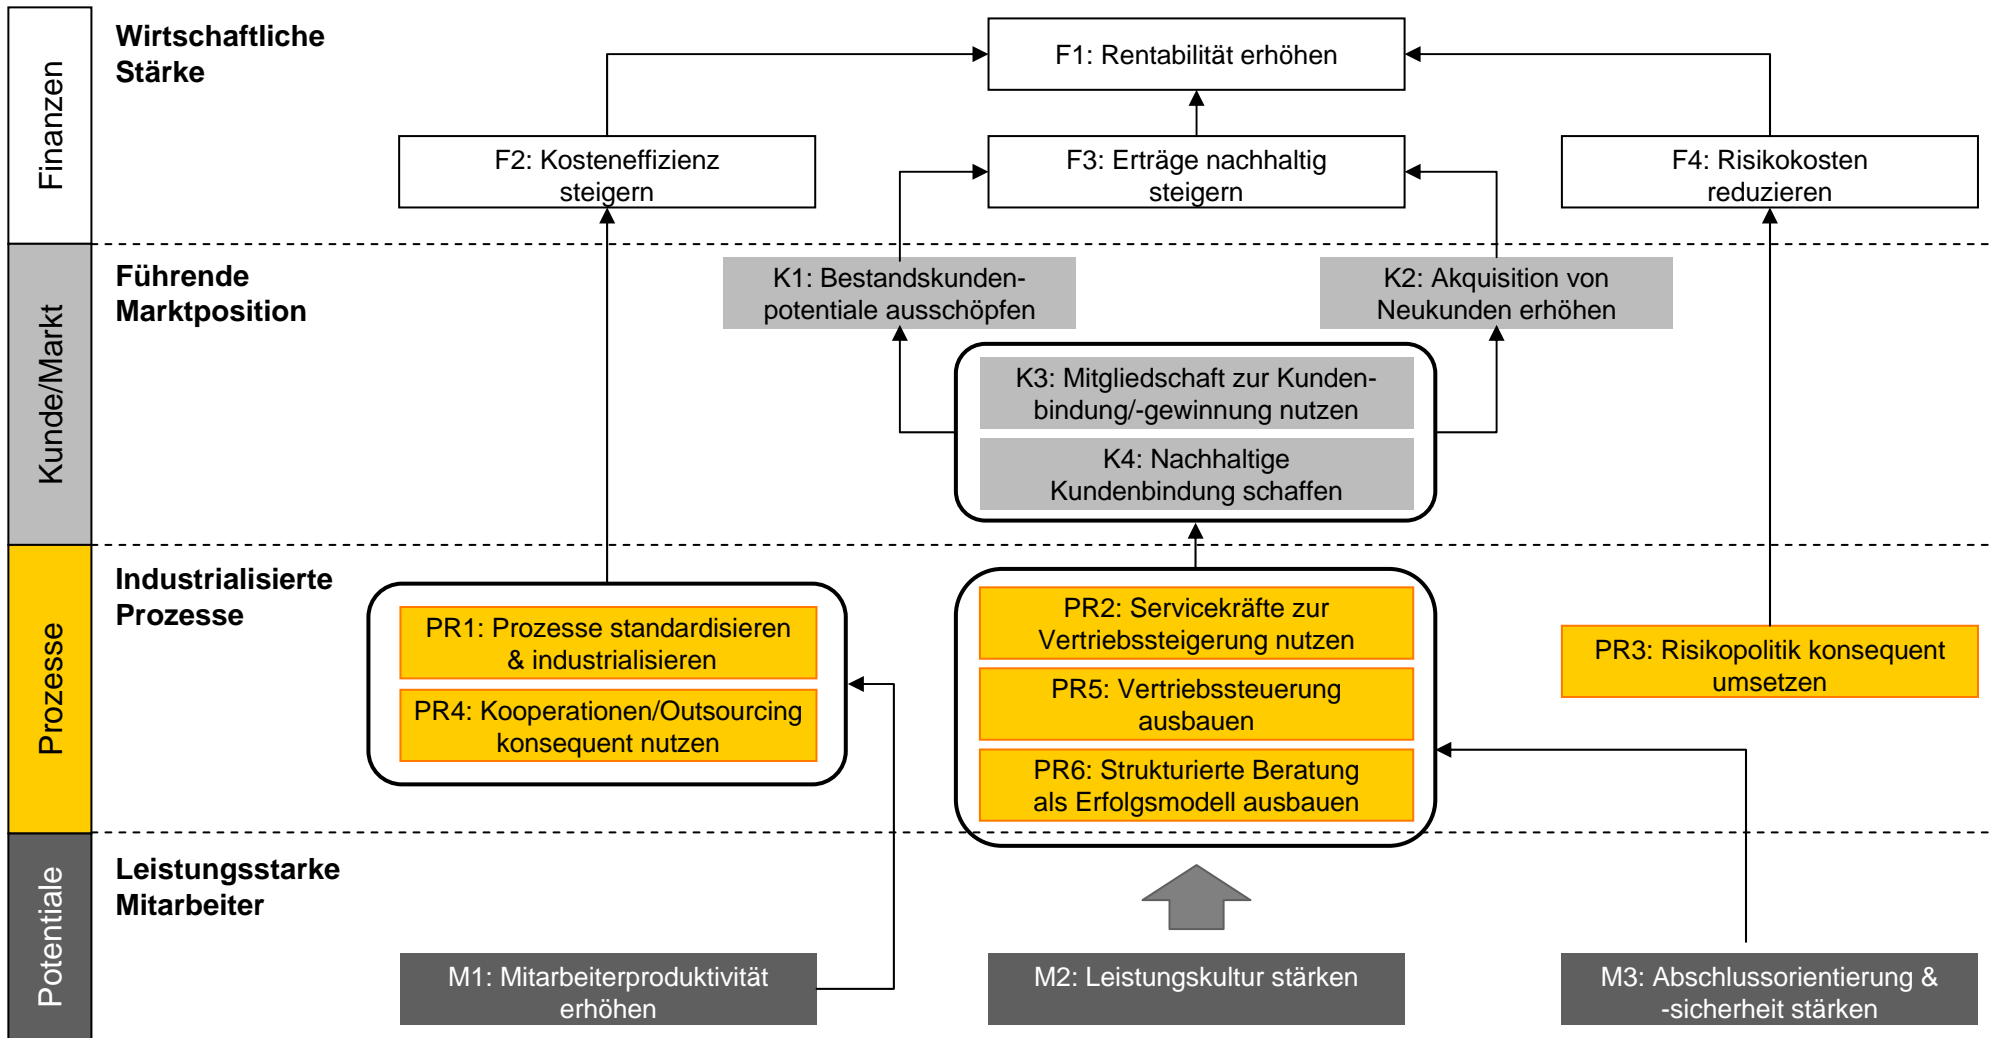 Finanzen
Wirtschaftliche
Stärke
F1: Rentabilität erhöhen
F2: Kosteneffizienz
steigern
F3: Erträge nachhaltig
steigern
F4: Risikokosten
reduzieren
Kunde/Markt
Führende
Marktposition
K1: Bestandskunden-
potentiale ausschöpfen
K2: Akquisition von
Neukunden erhöhen
K3: Mitgliedschaft zur Kunden-
bindung/-gewinnung nutzen
K4: Nachhaltige
Kundenbindung schaffen
Prozesse
Industrialisierte
Prozesse
PR1: Prozesse standardisieren
& industrialisieren
PR4: Kooperationen/Outsourcing
konsequent nutzen
PR2: Servicekräfte zur
Vertriebssteigerung nutzen
PR5: Vertriebssteuerung
ausbauen
PR6: Strukturierte Beratung
als Erfolgsmodell ausbauen
PR3: Risikopolitik konsequent
umsetzen
Potentiale
Leistungsstarke
Mitarbeiter
M1: Mitarbeiterproduktivität
erhöhen
M2: Leistungskultur stärken
M3: Abschlussorientierung &
-sicherheit stärken